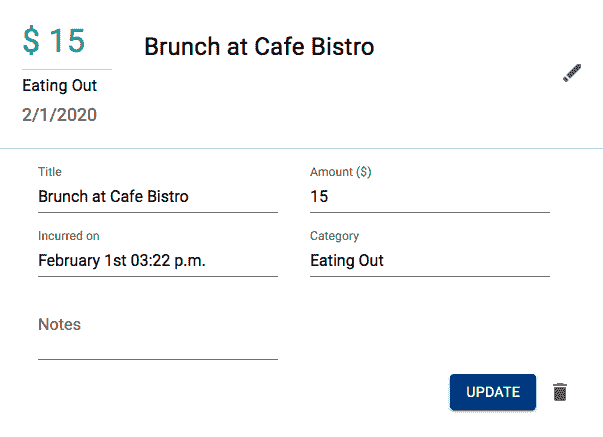 $ 15
Brunch at Cafe Bistro
Eating Out
2/1/2020
Title
Amount ($)
Brunch at Cafe Bistro
15
Incurred on
Category
February 1st 03:22 p.m.
Eating Out
Notes
UPDATE